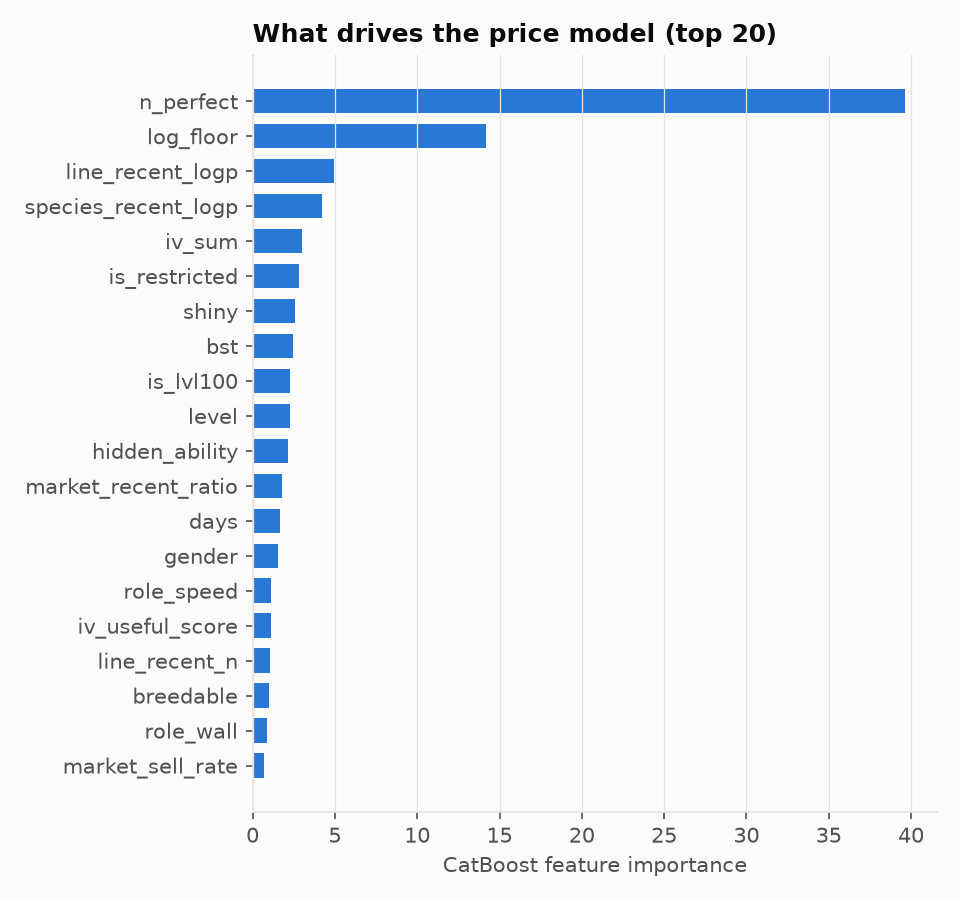 What drives the price model (top 20)
n_perfect
log_floor
line_recent_logp
species_recent_logp
iv_sum
is_restricted
shiny
bst
is_lvl100
level
hidden_ability
market_recent_ratio
days
gender
role_speed
iv_useful_score
line_recent_n
breedable
role_wall
market_sell_rate
0 5 10 15 20 25 30 35 40
CatBoost feature importance